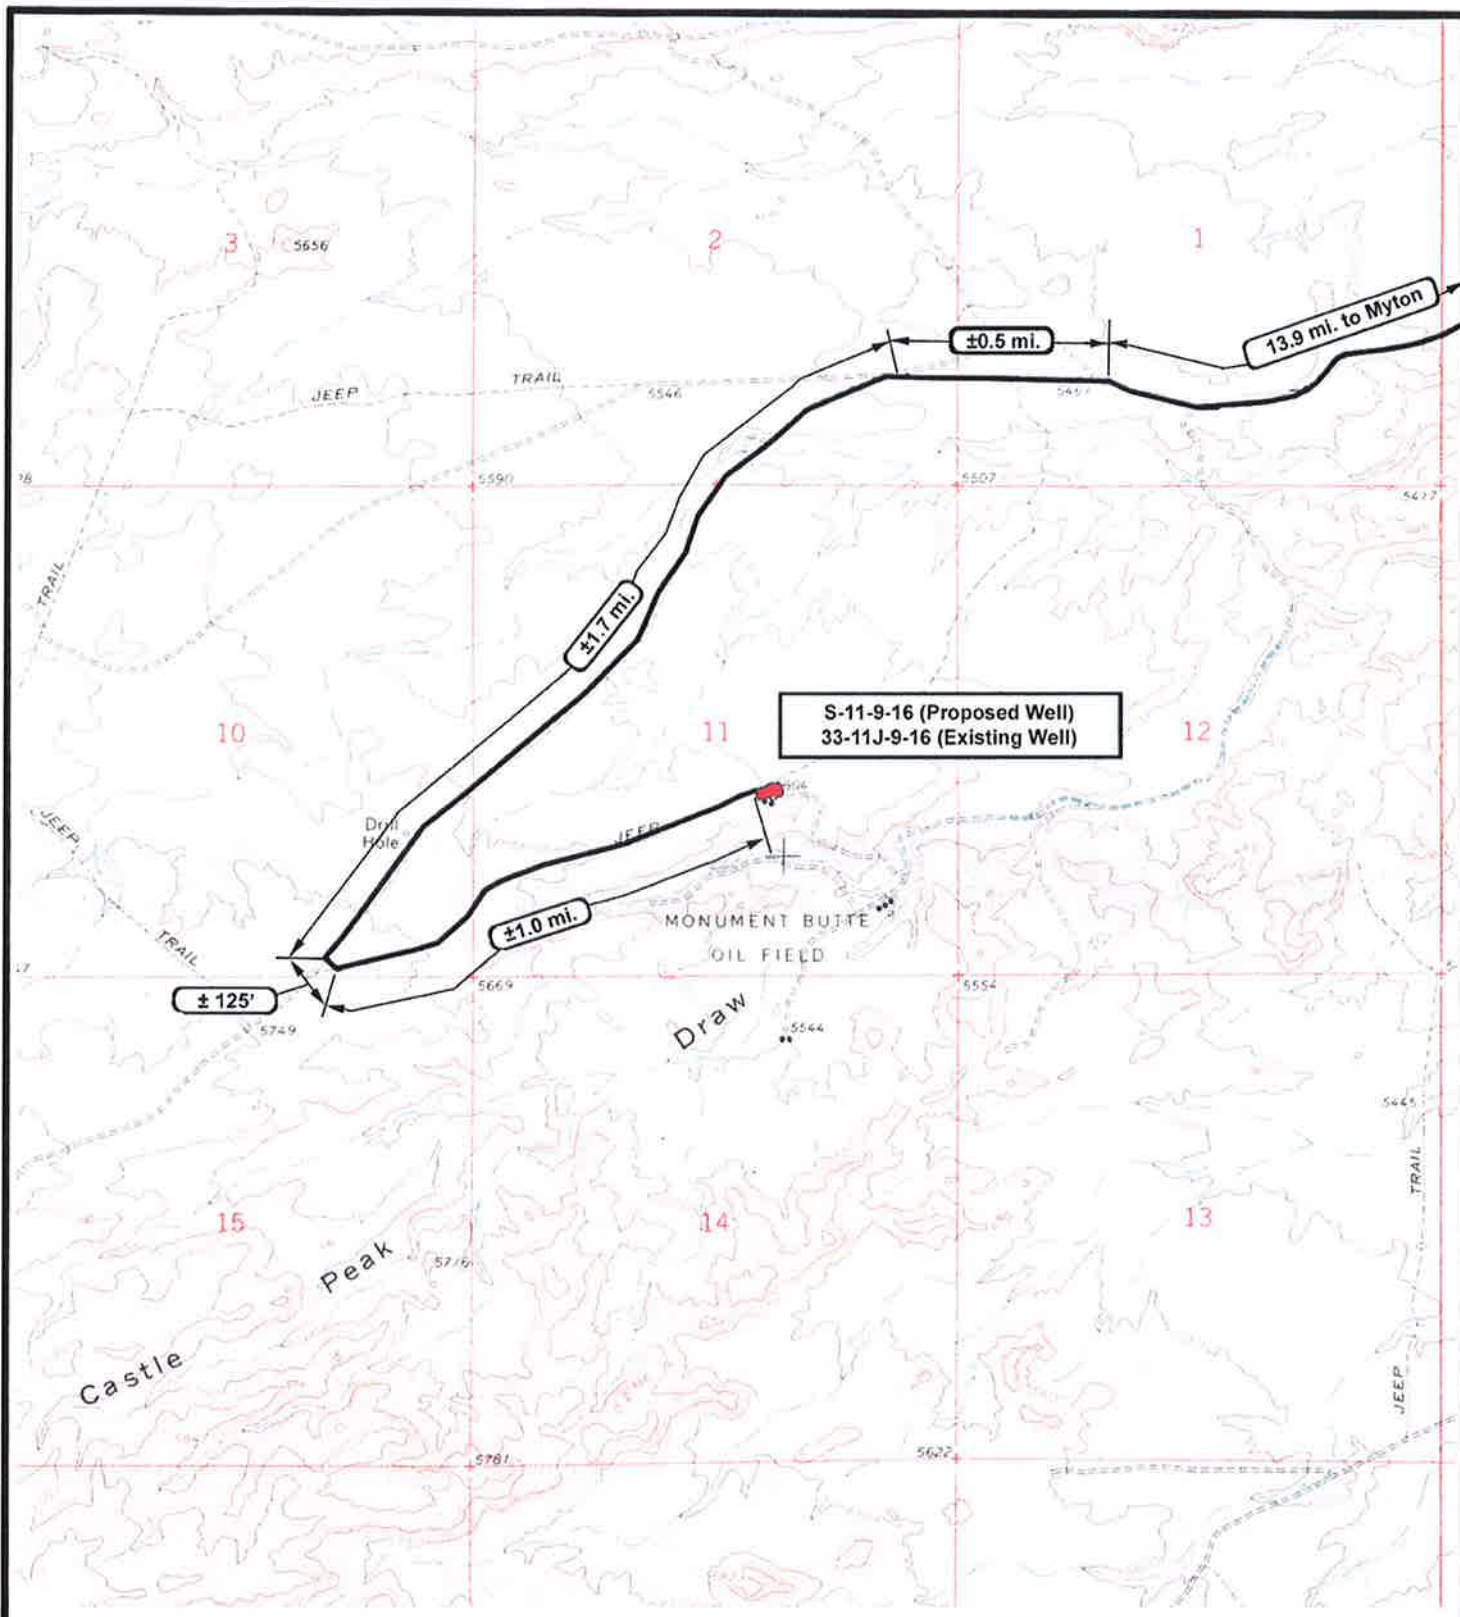 3
5656
2
1
13.9 mi. to Myton
±0.5 mi.
JEEP
TRAIL
5546
5590
5507
TRAIL
±1.7 mi.
10
11
12
S-11-9-16 (Proposed Well)
33-11J-9-16 (Existing Well)
Drill
Hole
JEEP
JEEP
±1.0 mi.
MONUMENT BUTTE
OIL FIELD
TRAIL
± 125'
5669
5554
5749
Draw
5544
5445
TRAIL
15
14
13
Peak
Castle
JEEP
5781
5622